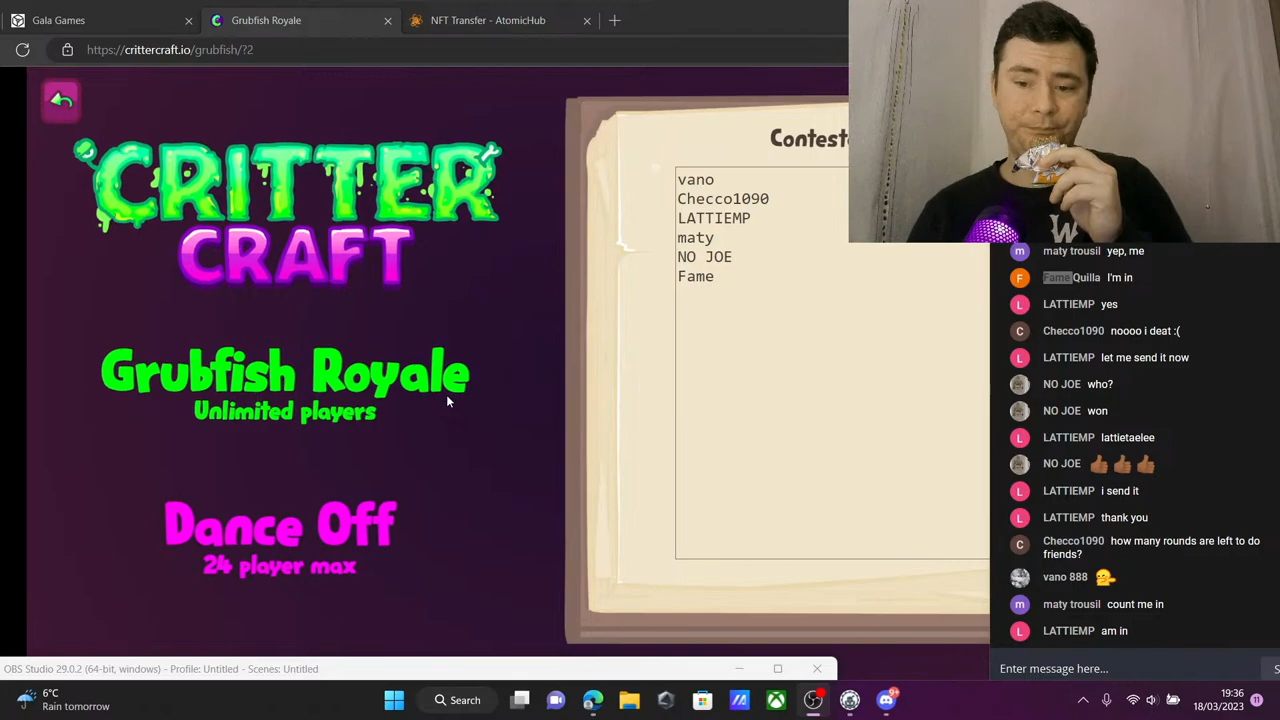 Gala Games
Grubfish Royale
NFT Transfer - AtomicHub
https://crittercraft.io/grubfish/?2
CRITTER
CRAFT
Grubfish Royale
Unlimited players
Dance Off
24 player max
Contest
vano
Checco1090
LATTIEMP
maty
NO JOE
Fame
W
m maty trousil yep, me
F Fame Quilla I'm in
L LATTIEMP yes
C Checco1090 noooo i deat :(
L LATTIEMP let me send it now
NO JOE who?
NO JOE won
L LATTIEMP lattietaelee
NO JOE 👍🏾👍🏾👍🏾
L LATTIEMP i send it
L LATTIEMP thank you
C Checco1090 how many rounds are left to do
friends?
vano 888
m maty trousil count me in
L LATTIEMP am in
Enter message here...
S
OBS Studio 29.0.2 (64-bit, windows) - Profile: Untitled - Scenes: Untitled
6°C
Rain tomorrow
Search
9+
19:36
18/03/2023
11